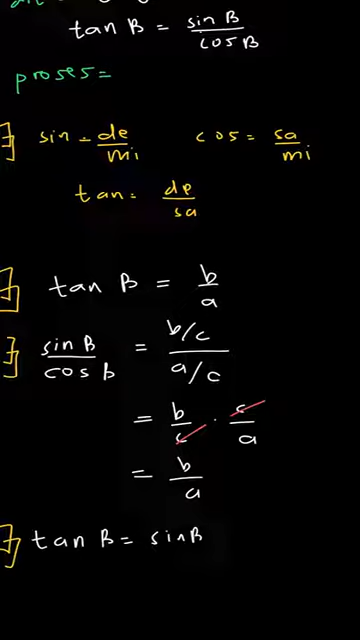 tan B = sin B / cos B
proses =
sin = de/mi cos = sa/mi
tan = de/sa
tan B = b/a
sin B / cos B = b/c / a/c
= b/c · c/a
= b/a
tan B = sin B